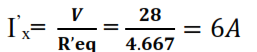 I'x= V/R'eq = 28/4.667 = 6A